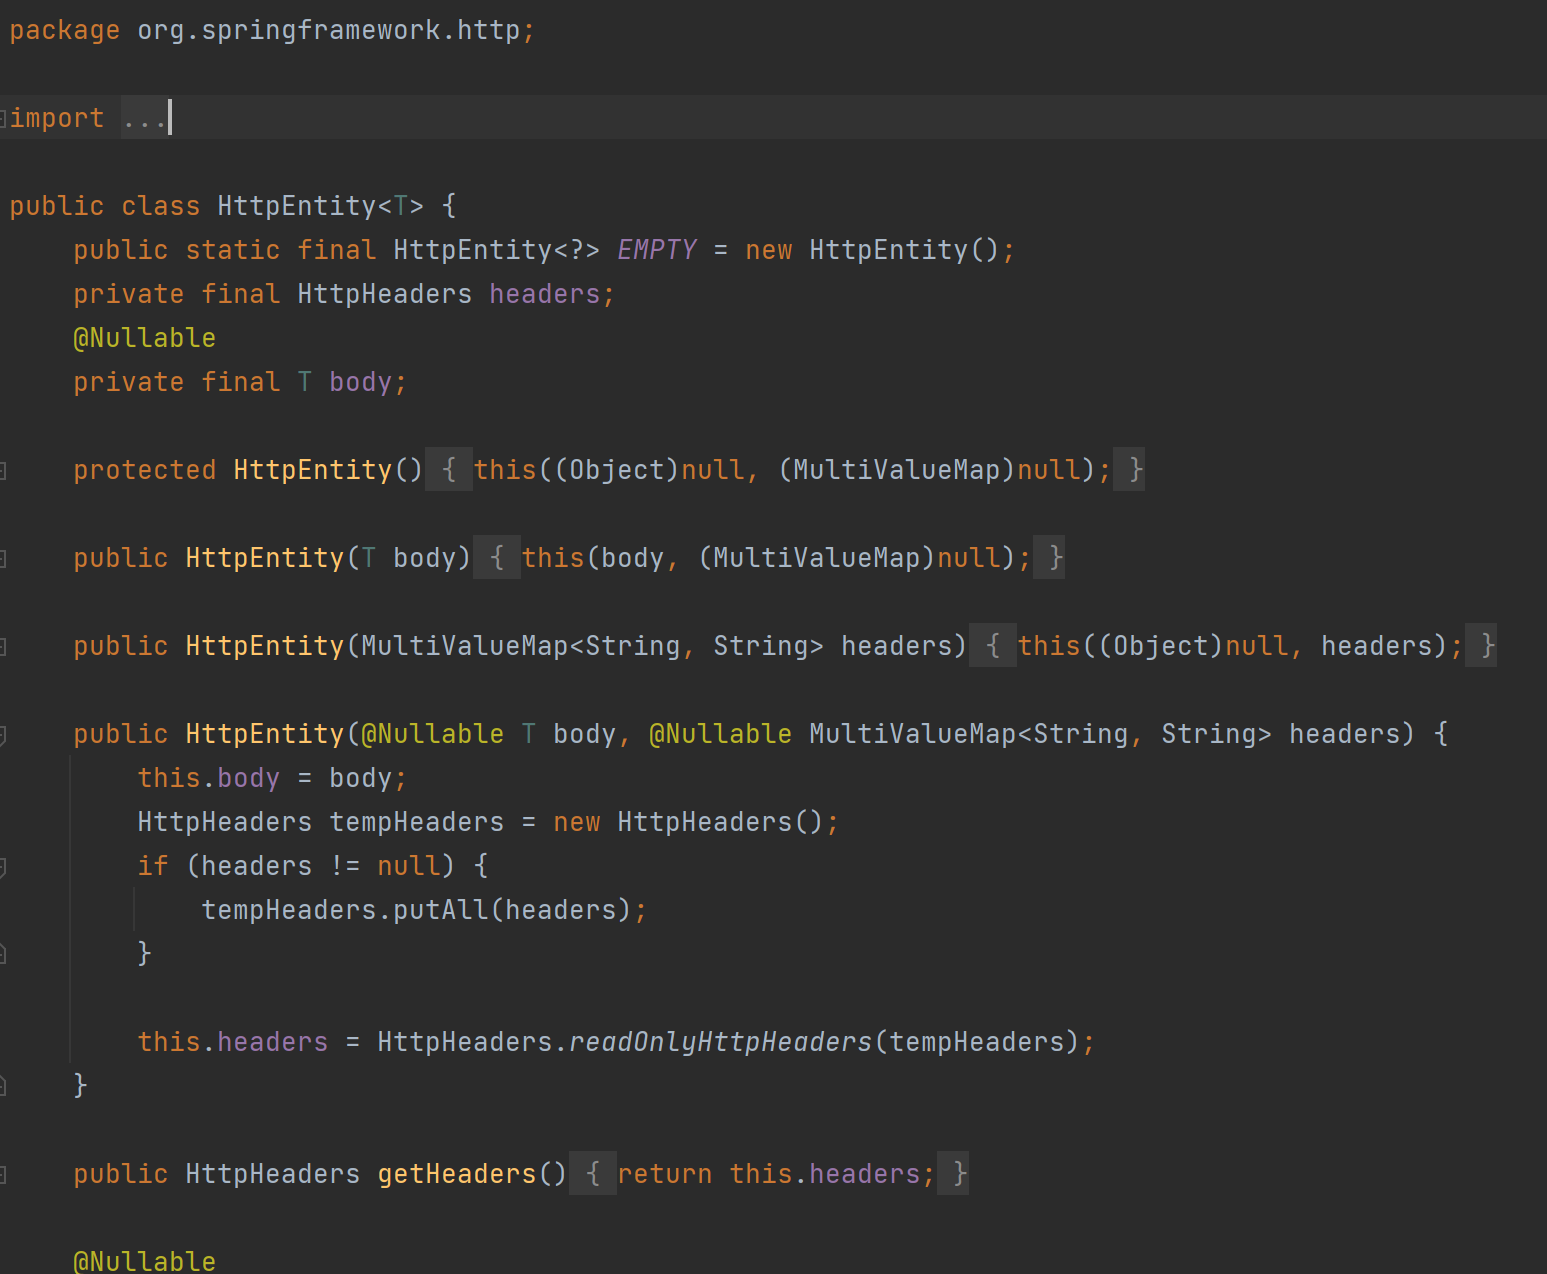 package org.springframework.http;
import ...
public class HttpEntity<T> {
    public static final HttpEntity<?> EMPTY = new HttpEntity();
    private final HttpHeaders headers;
    @Nullable
    private final T body;
    protected HttpEntity() { this((Object)null, (MultiValueMap)null); }
    public HttpEntity(T body) { this(body, (MultiValueMap)null); }
    public HttpEntity(MultiValueMap<String, String> headers) { this((Object)null, headers); }
    public HttpEntity(@Nullable T body, @Nullable MultiValueMap<String, String> headers) {
        this.body = body;
        HttpHeaders tempHeaders = new HttpHeaders();
        if (headers != null) {
            tempHeaders.putAll(headers);
        }
        this.headers = HttpHeaders.readOnlyHttpHeaders(tempHeaders);
    }
    public HttpHeaders getHeaders() { return this.headers; }
    @Nullable